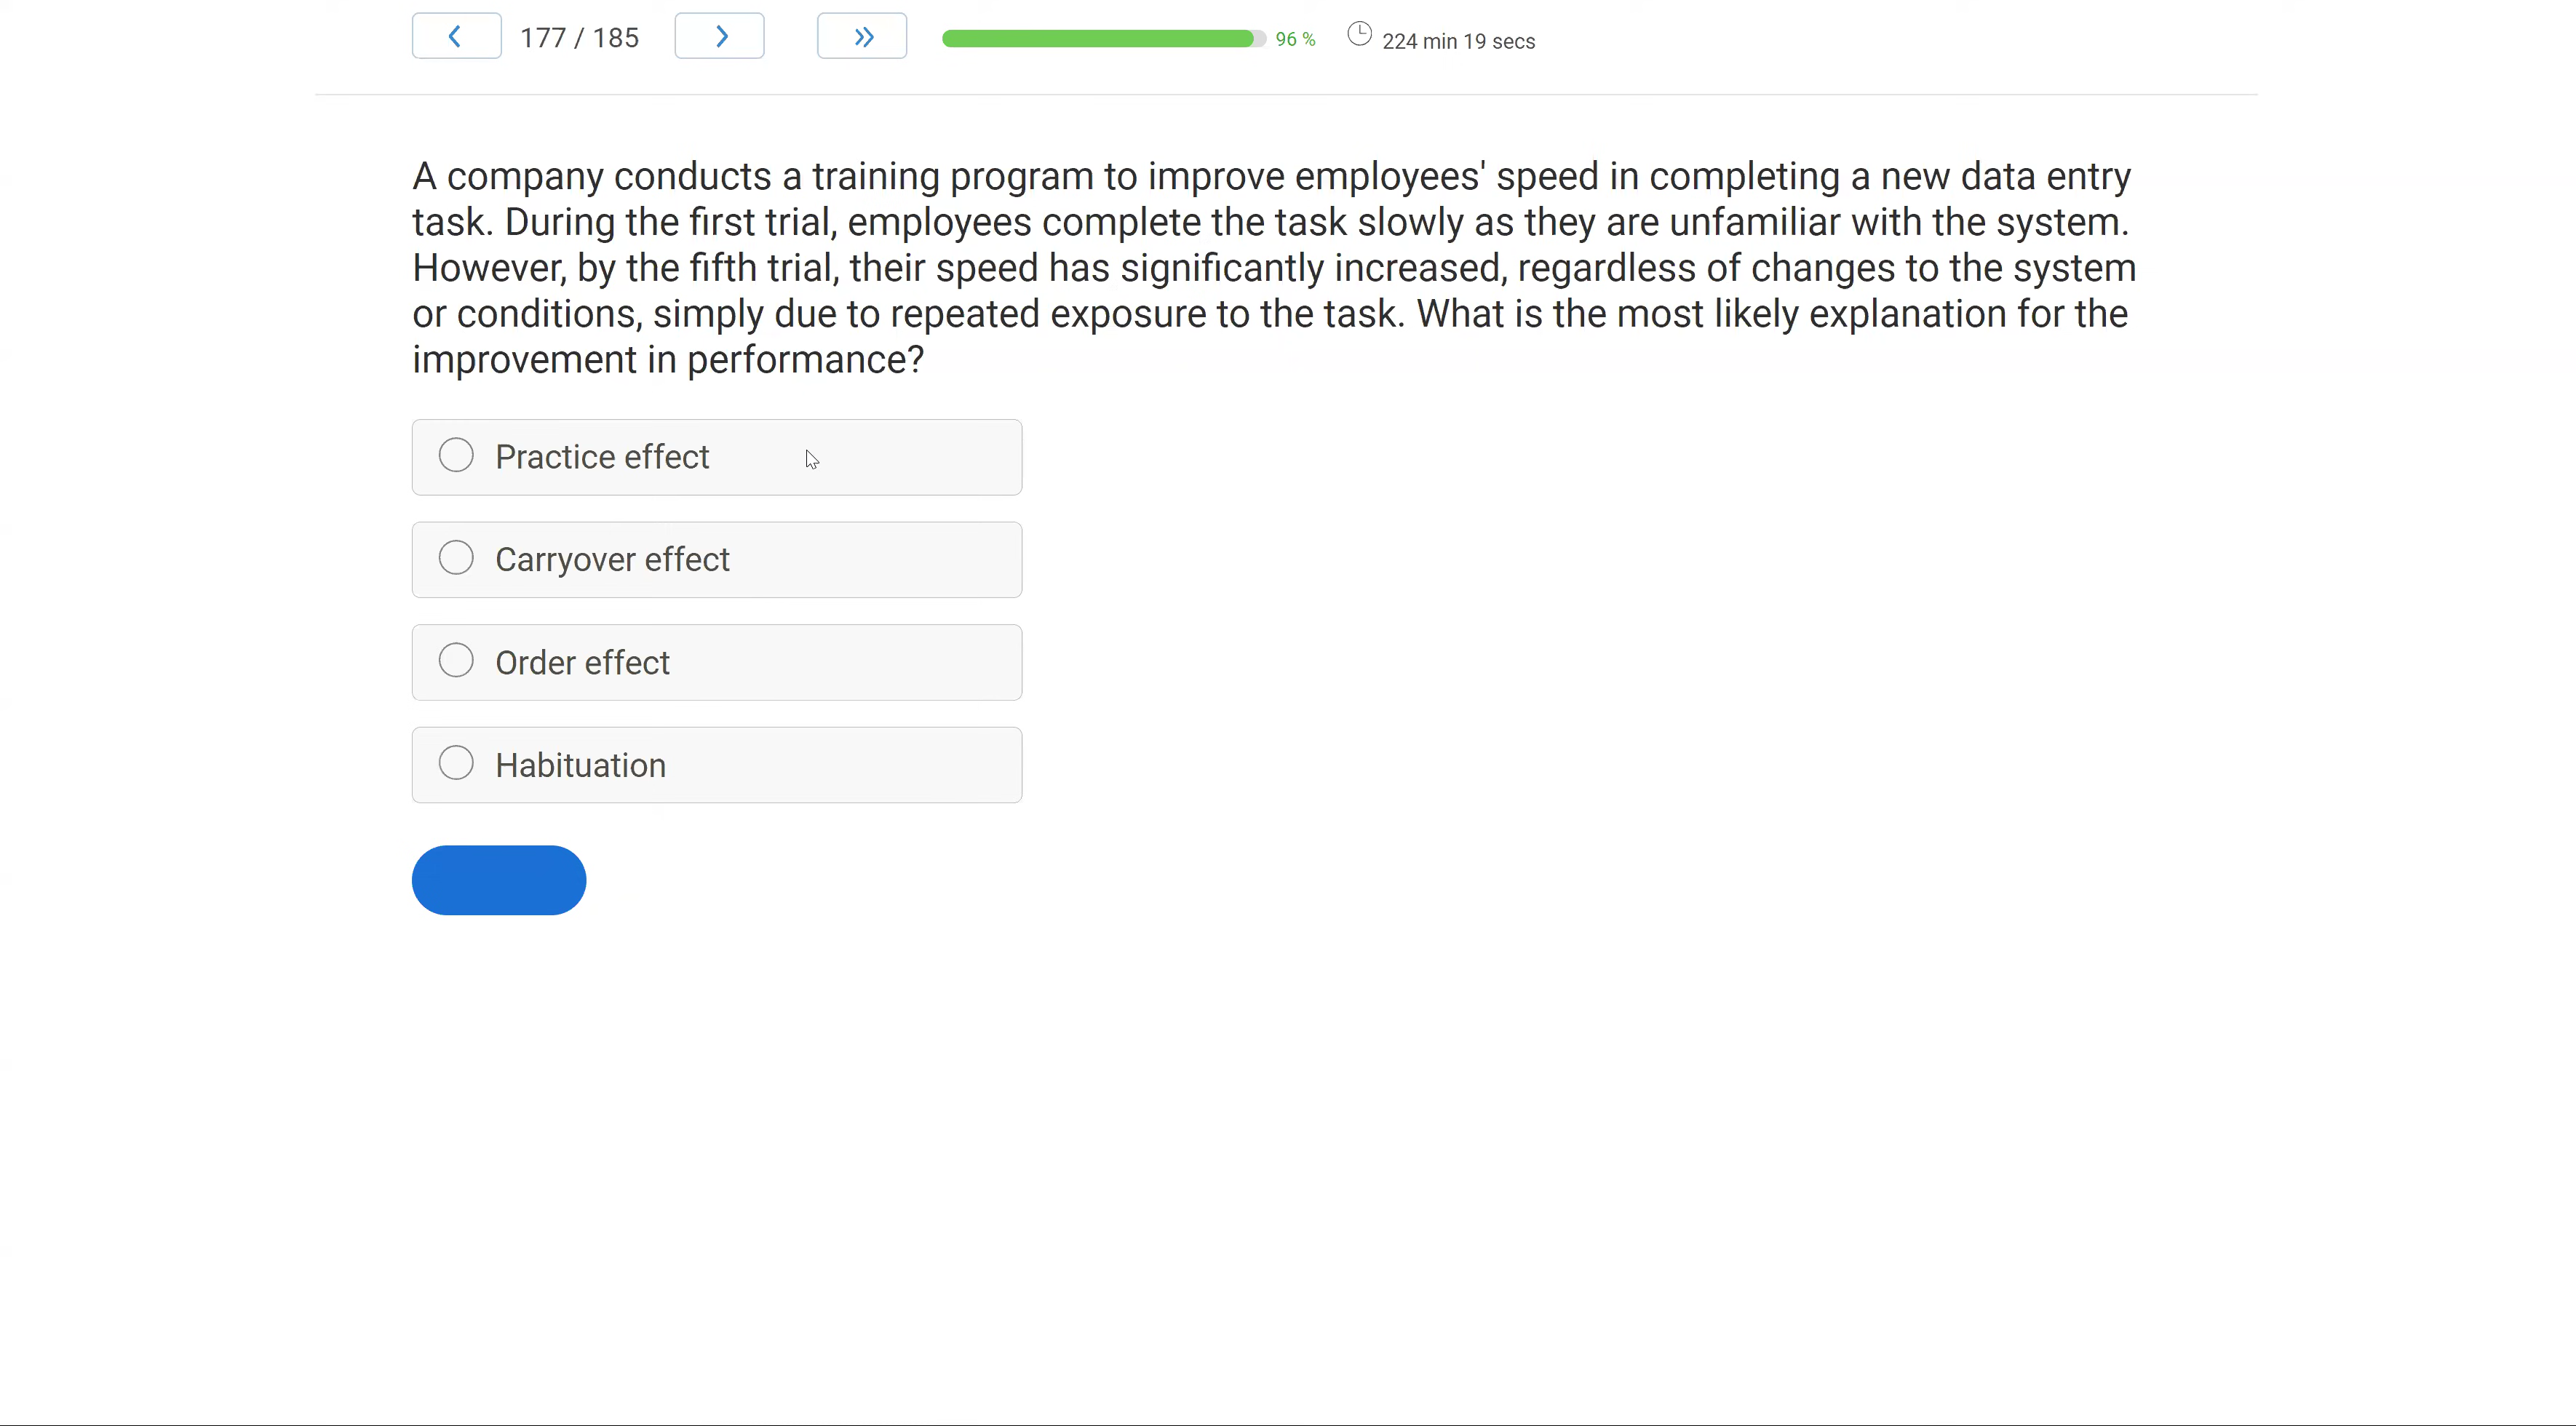 177 / 185
96 %
224 min 19 secs
A company conducts a training program to improve employees' speed in completing a new data entry
task. During the first trial, employees complete the task slowly as they are unfamiliar with the system.
However, by the fifth trial, their speed has significantly increased, regardless of changes to the system
or conditions, simply due to repeated exposure to the task. What is the most likely explanation for the
improvement in performance?
Practice effect
Carryover effect
Order effect
Habituation